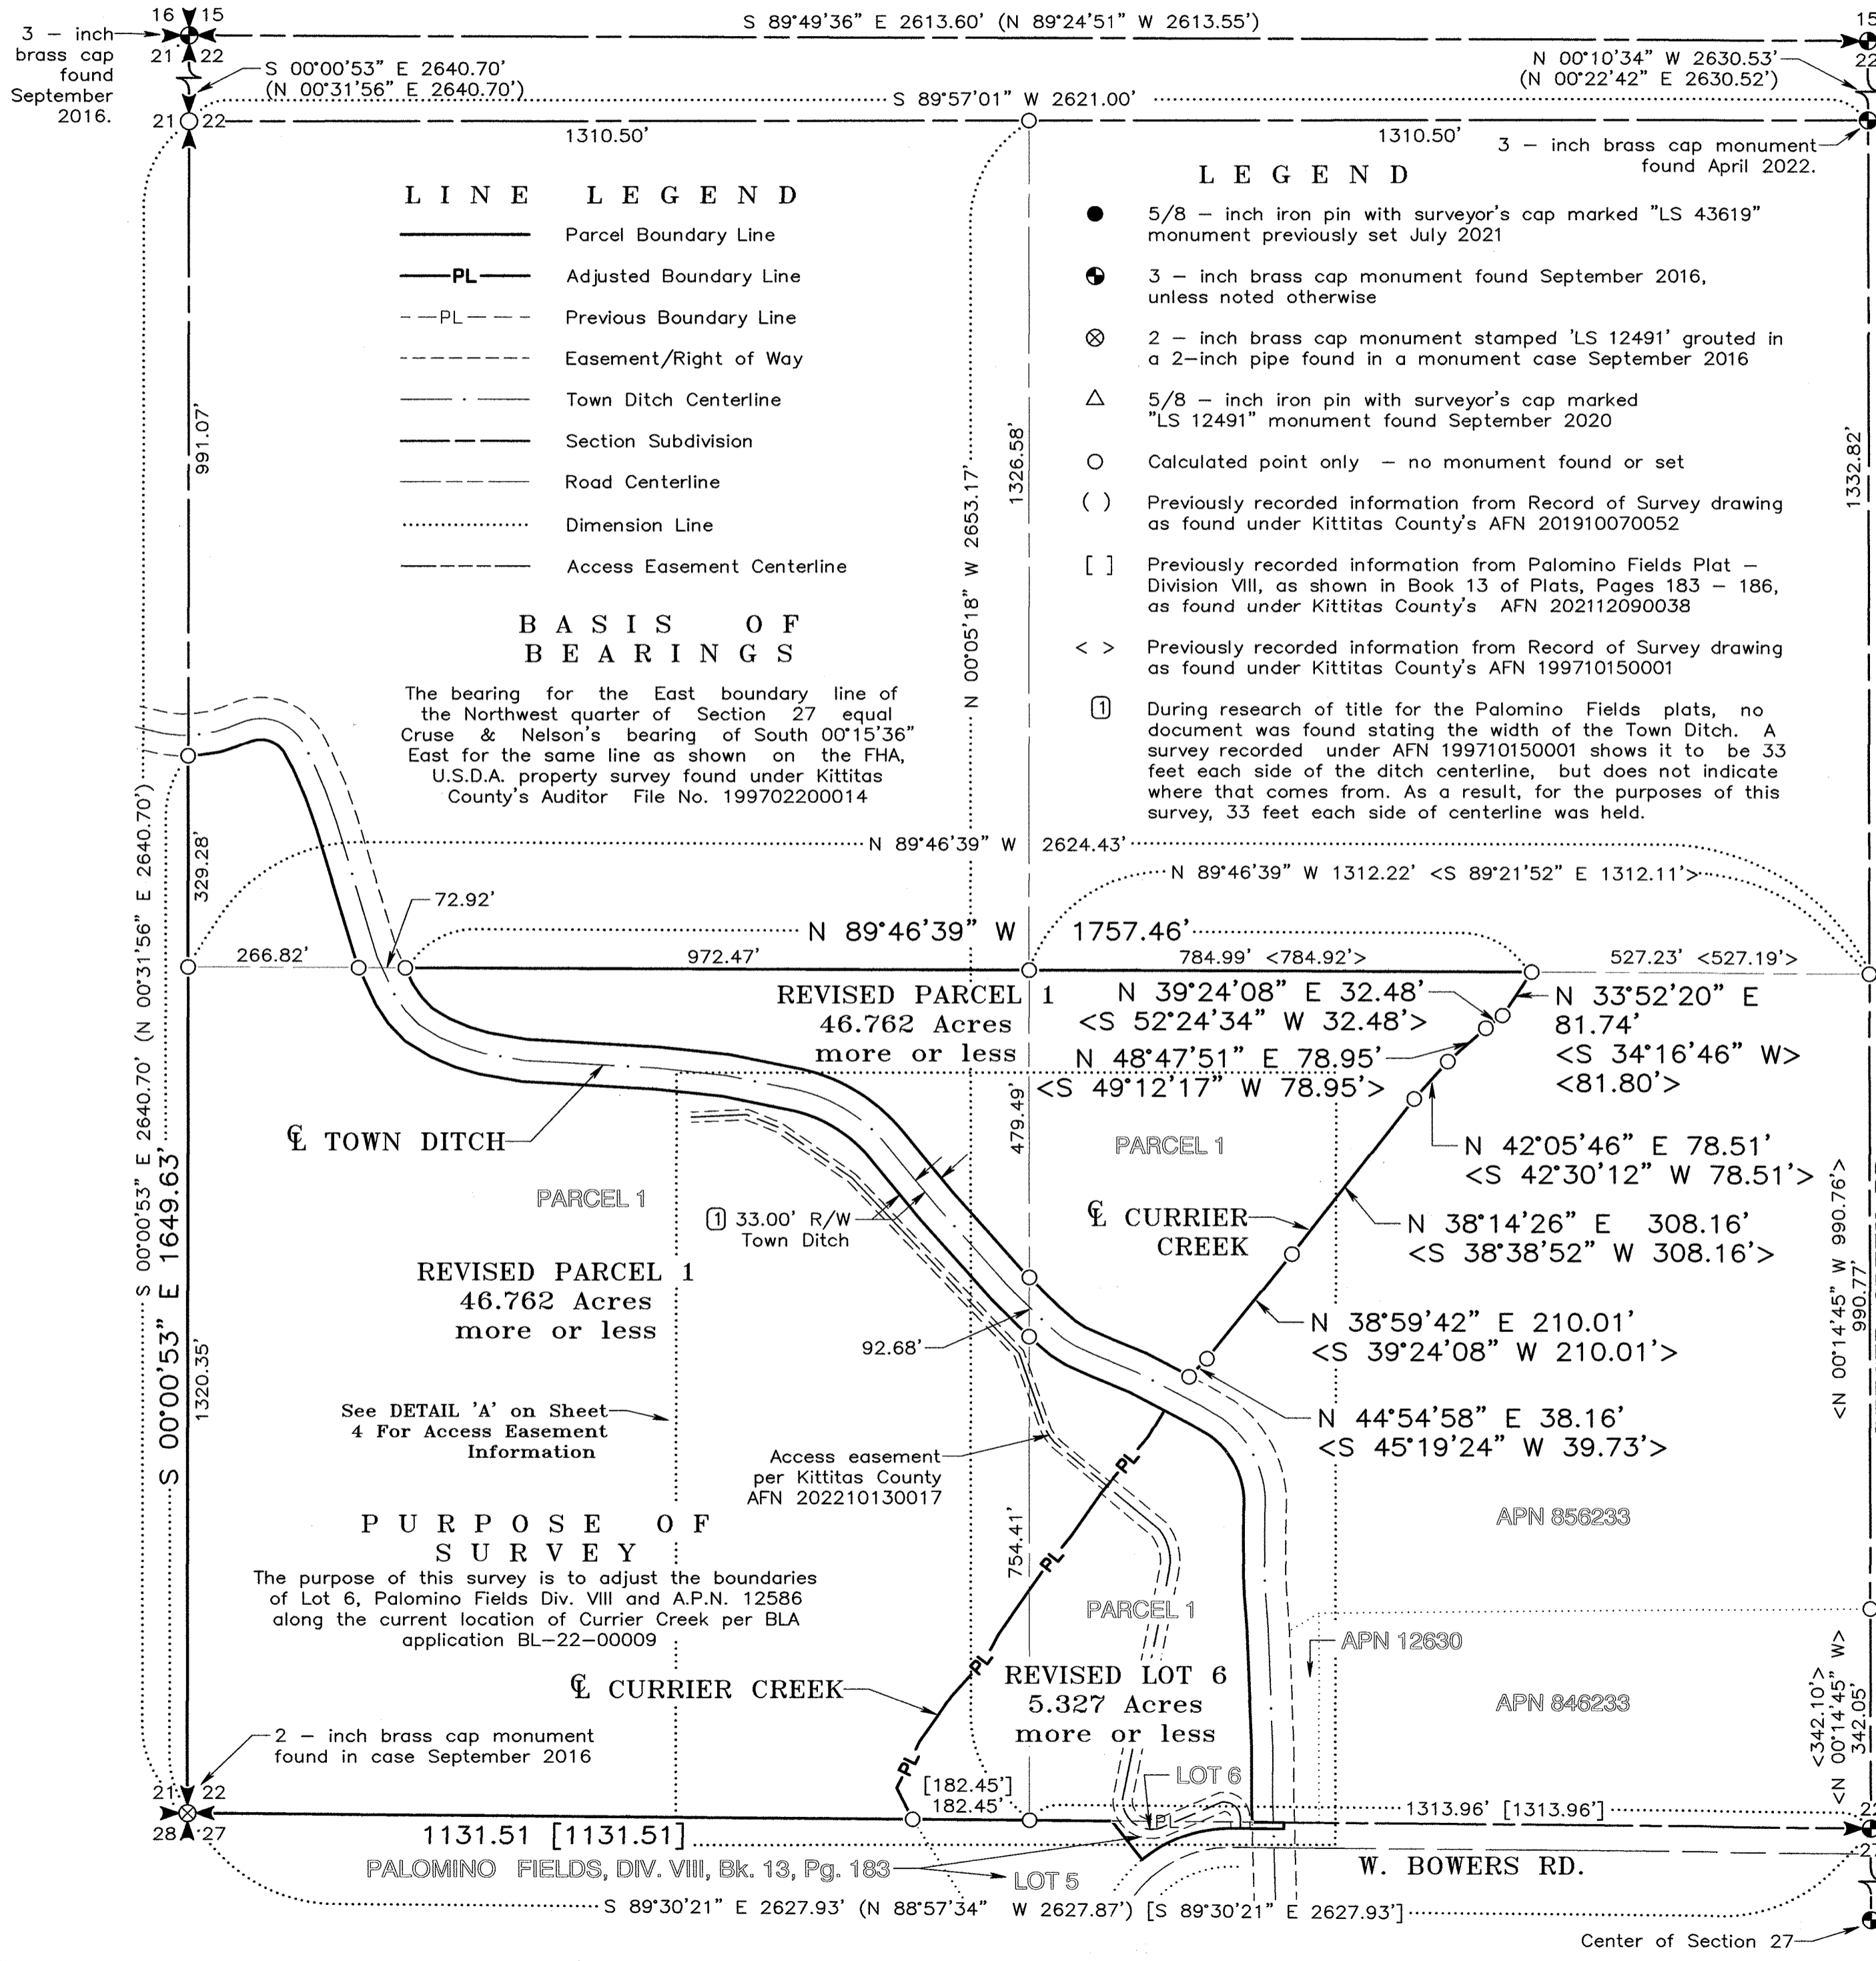 16 15
3 – inch
brass cap
found
September
2016.
21 22
S 89°49'36" E 2613.60' (N 89°24'51" W 2613.55')
15
22
S 00°00'53" E 2640.70'
(N 00°31'56" E 2640.70')
N 00°10'34" W 2630.53'
(N 00°22'42" E 2630.52')
S 89°57'01" W 2621.00'
21 22
1310.50'
1310.50'
3 – inch brass cap monument
found April 2022.
LINE LEGEND
Parcel Boundary Line
PL Adjusted Boundary Line
PL Previous Boundary Line
Easement/Right of Way
Town Ditch Centerline
Section Subdivision
Road Centerline
Dimension Line
Access Easement Centerline
LEGEND
5/8 – inch iron pin with surveyor's cap marked "LS 43619"
monument previously set July 2021
3 – inch brass cap monument found September 2016,
unless noted otherwise
2 – inch brass cap monument stamped 'LS 12491' grouted in
a 2–inch pipe found in a monument case September 2016
5/8 – inch iron pin with surveyor's cap marked
"LS 12491" monument found September 2020
Calculated point only – no monument found or set
( ) Previously recorded information from Record of Survey drawing
as found under Kittitas County's AFN 201910070052
[ ] Previously recorded information from Palomino Fields Plat –
Division VIII, as shown in Book 13 of Plats, Pages 183 – 186,
as found under Kittitas County's AFN 202112090038
< > Previously recorded information from Record of Survey drawing
as found under Kittitas County's AFN 199710150001
1 During research of title for the Palomino Fields plats, no
document was found stating the width of the Town Ditch. A
survey recorded under AFN 199710150001 shows it to be 33
feet each side of the ditch centerline, but does not indicate
where that comes from. As a result, for the purposes of this
survey, 33 feet each side of centerline was held.
BASIS OF
BEARINGS
The bearing for the East boundary line of
the Northwest quarter of Section 27 equal
Cruse & Nelson's bearing of South 00°15'36"
East for the same line as shown on the FHA,
U.S.D.A. property survey found under Kittitas
County's Auditor File No. 199702200014
991.07'
N 00°05'18" W 2653.17'
1326.58'
1332.82'
329.28'
N 89°46'39" W 2624.43'
N 89°46'39" W 1312.22' <S 89°21'52" E 1312.11'>
72.92'
N 89°46'39" W 1757.46'
266.82'
972.47'
784.99' <784.92'>
527.23' <527.19'>
REVISED PARCEL 1
46.762 Acres
more or less
N 39°24'08" E 32.48'
<S 52°24'34" W 32.48'>
N 48°47'51" E 78.95'
<S 49°12'17" W 78.95'>
N 33°52'20" E
81.74'
<S 34°16'46" W>
<81.80'>
S 00°00'53" E 2640.70' (N 00°31'56" E 2640.70')
S 00°00'53" E 1649.63'
1320.35'
479.49'
℄ TOWN DITCH
PARCEL 1
PARCEL 1
N 42°05'46" E 78.51'
<S 42°30'12" W 78.51'>
1 33.00' R/W
Town Ditch
℄ CURRIER
CREEK
N 38°14'26" E 308.16'
<S 38°38'52" W 308.16'>
<N 00°14'45" W 990.76'>
990.77'
REVISED PARCEL 1
46.762 Acres
more or less
92.68'
N 38°59'42" E 210.01'
<S 39°24'08" W 210.01'>
See DETAIL 'A' on Sheet
4 For Access Easement
Information
N 44°54'58" E 38.16'
<S 45°19'24" W 39.73'>
Access easement
per Kittitas County
AFN 202210130017
PL
PL
PL
PL
754.41'
APN 856233
PURPOSE OF
SURVEY
The purpose of this survey is to adjust the boundaries
of Lot 6, Palomino Fields Div. VIII and A.P.N. 12586
along the current location of Currier Creek per BLA
application BL–22–00009
PARCEL 1
APN 12630
℄ CURRIER CREEK
REVISED LOT 6
5.327 Acres
more or less
APN 846233
<342.10'>
<N 00°14'45" W>
342.05'
2 – inch brass cap monument
found in case September 2016
21 22
28 27
[182.45']
182.45'
LOT 6
PL
1313.96' [1313.96']
22
1131.51 [1131.51]
PALOMINO FIELDS, DIV. VIII, Bk. 13, Pg. 183
LOT 5
W. BOWERS RD.
S 89°30'21" E 2627.93' (N 88°57'34" W 2627.87') [S 89°30'21" E 2627.93']
Center of Section 27